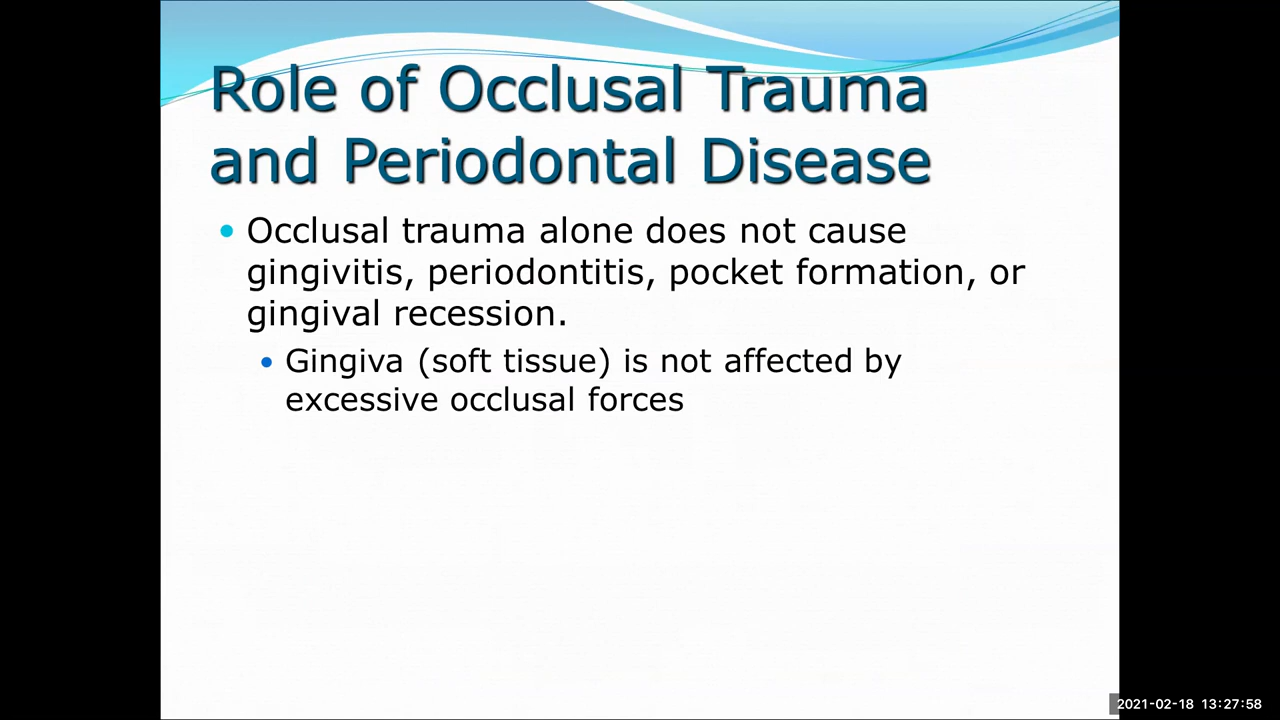 Role of Occlusal Trauma
and Periodontal Disease
Occlusal trauma alone does not cause
gingivitis, periodontitis, pocket formation, or
gingival recession.
Gingiva (soft tissue) is not affected by
excessive occlusal forces
2021-02-18 13:27:58